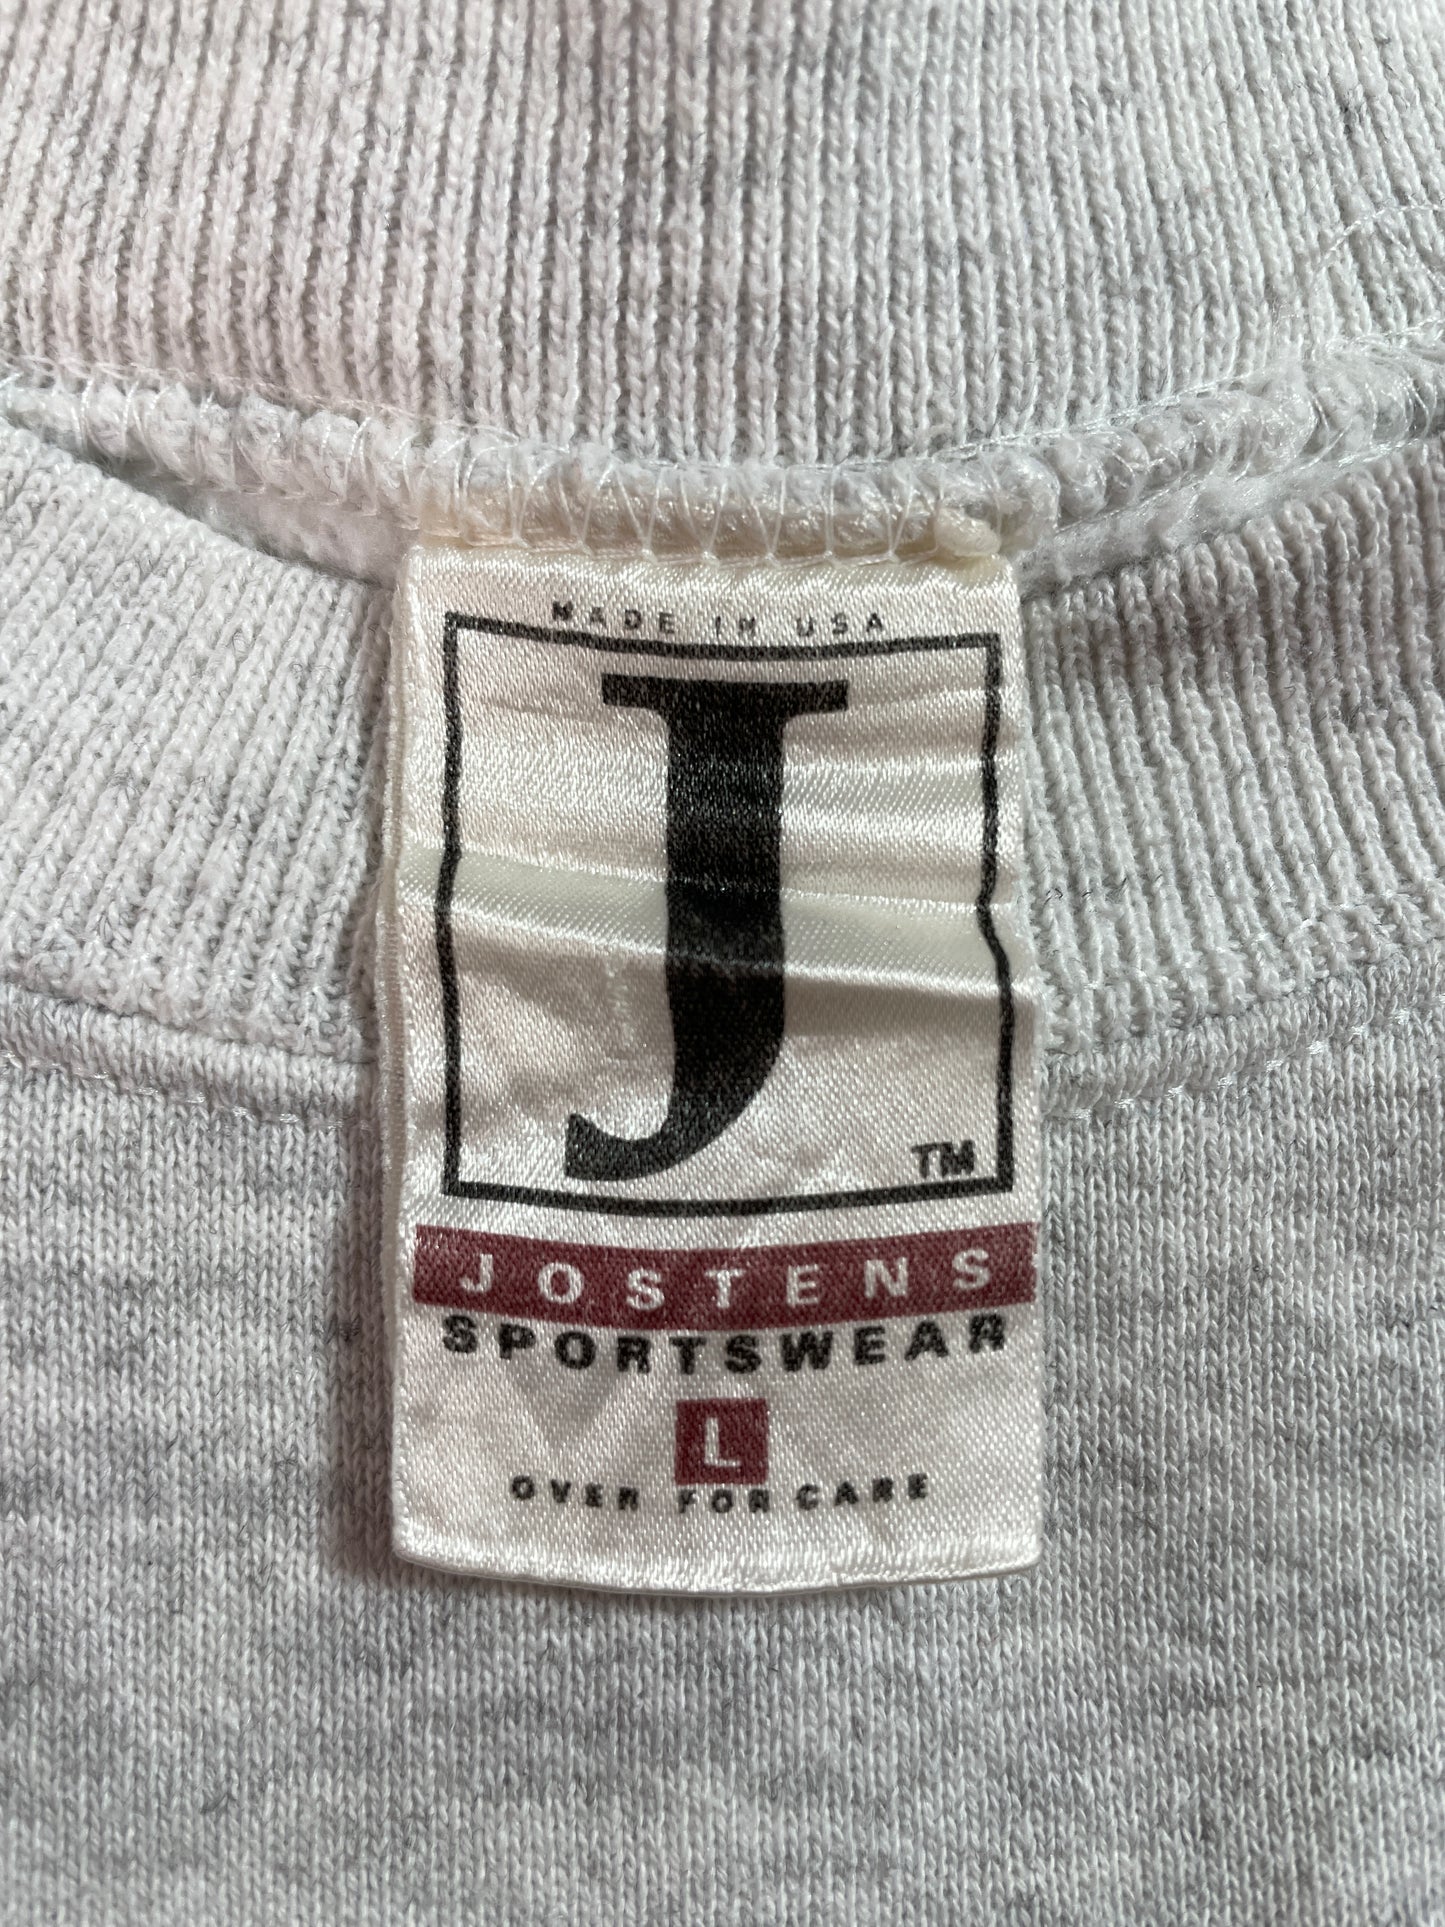 MADE IN USA
J
TM
JOSTENS
SPORTSWEAR
L
OVER FOR CARE